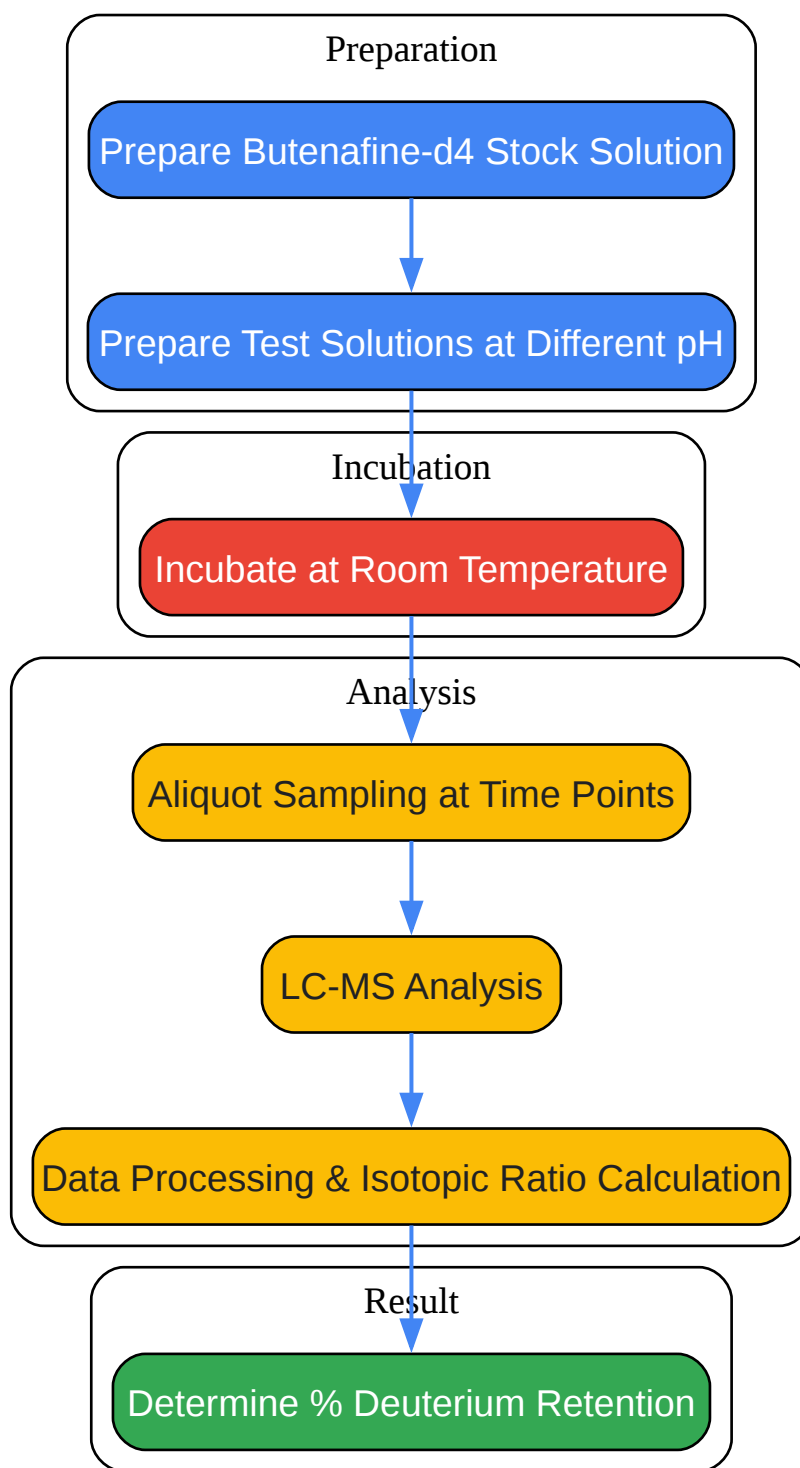 Preparation
Prepare Butenafine-d4 Stock Solution
Prepare Test Solutions at Different pH
Incubation
Incubate at Room Temperature
Analysis
Aliquot Sampling at Time Points
LC-MS Analysis
Data Processing & Isotopic Ratio Calculation
Result
Determine % Deuterium Retention